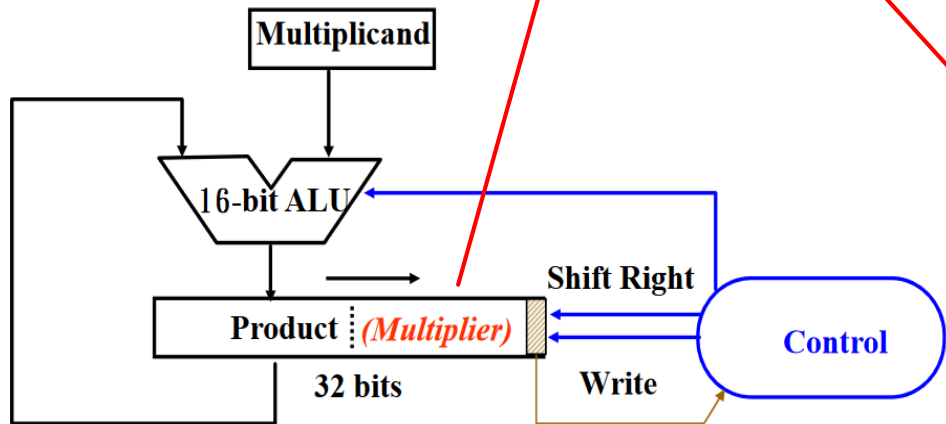 Multiplicand
16-bit ALU
Shift Right
Product (Multiplier)
Control
32 bits
Write